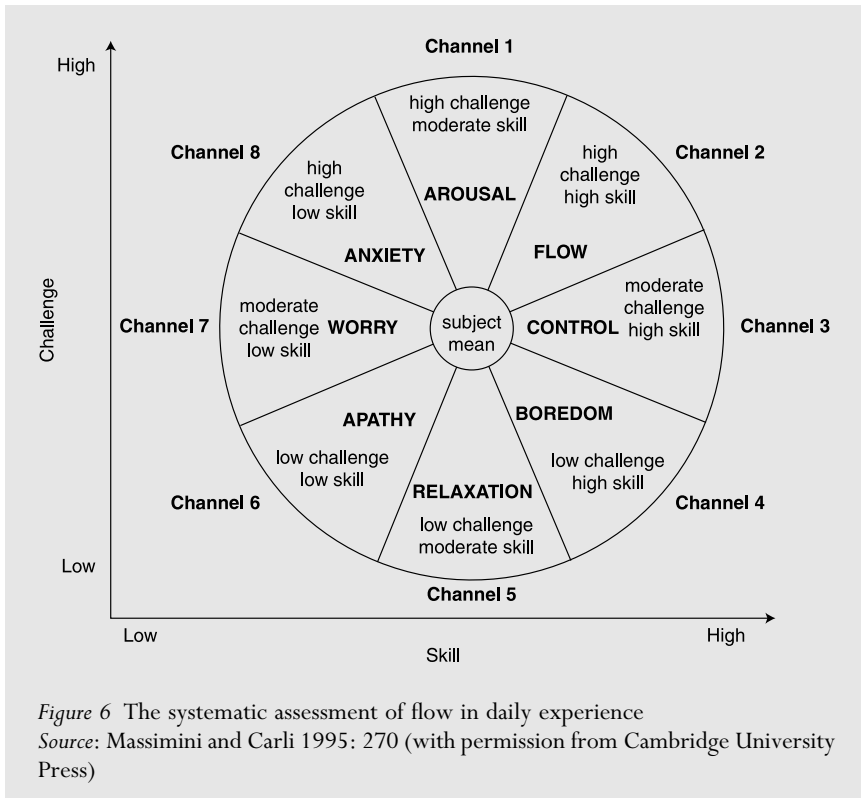 Channel 1
High
high challenge
moderate skill
Channel 8
Channel 2
high
challenge
low skill
high
challenge
high skill
AROUSAL
ANXIETY
FLOW
Challenge
Channel 7
moderate
challenge
low skill
WORRY
subject
mean
CONTROL
moderate
challenge
high skill
Channel 3
APATHY
BOREDOM
low challenge
low skill
low challenge
high skill
RELAXATION
low challenge
moderate skill
Channel 6
Channel 4
Low
Channel 5
Low
High
Skill
Figure 6 The systematic assessment of flow in daily experience
Source: Massimini and Carli 1995: 270 (with permission from Cambridge University
Press)